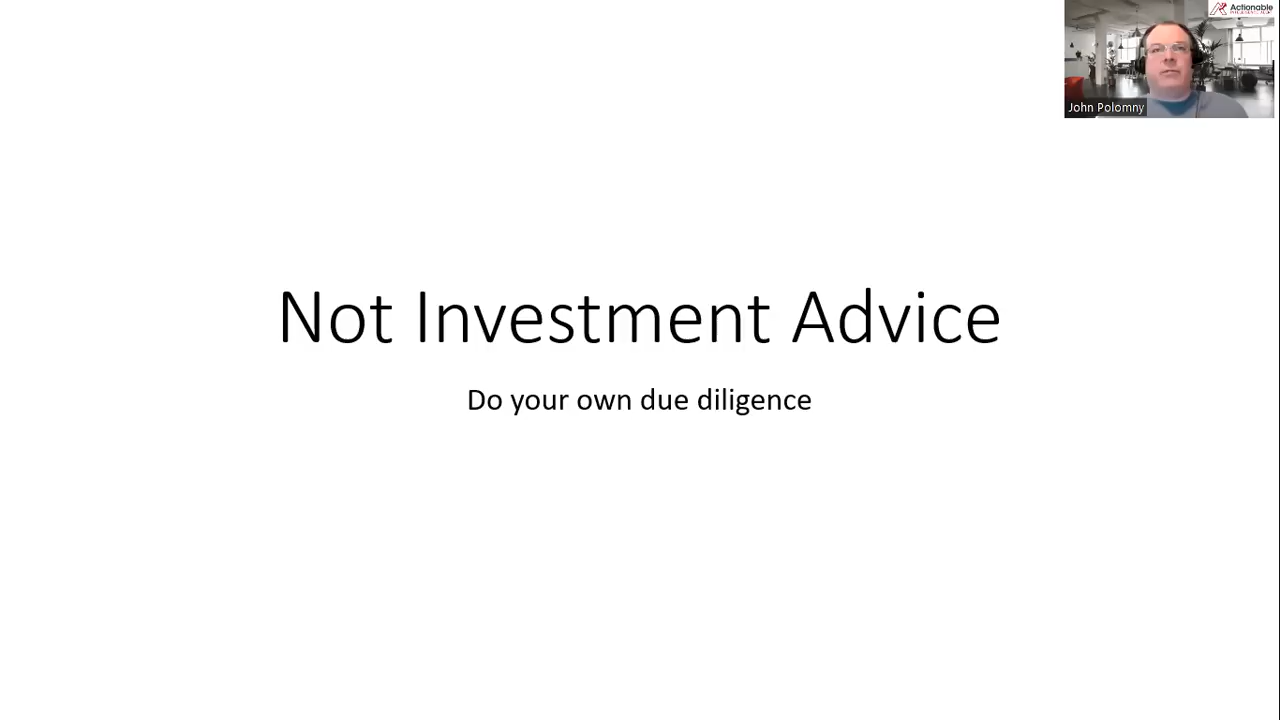 Actionable
John Polomny
Not Investment Advice
Do your own due diligence